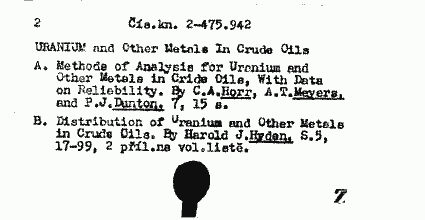 2 Čís.kn. 2-475.942
URANIUM and Other Metals In Crude Oils
A. Methods of Analysis for Uranium and
Other Metals in Cride Oils, With Data
on Reliability. By C.A.Horr, A.T.Meyers,
and P.J.Dunton. 7, 15 s.
B. Distribution of Uranium and Other Metals
in Crude Oils. By Harold J.Hyden. S.5,
17-99, 2 příl.na vol.listě.
Z